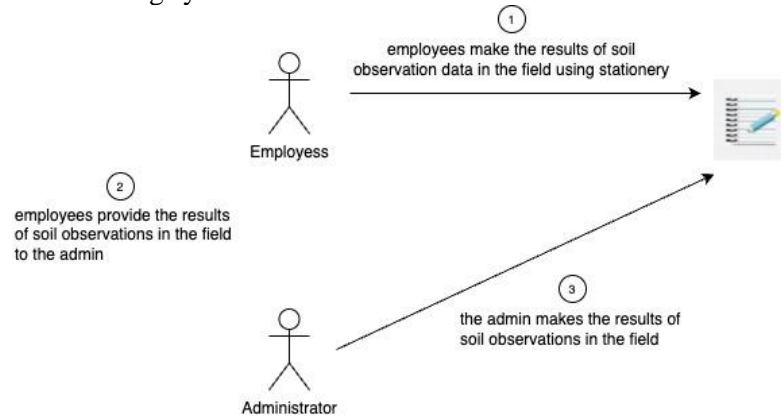 1
employees make the results of soil
observation data in the field using stationery
Employess
2
employees provide the results
of soil observations in the field
to the admin
3
the admin makes the results of
soil observations in the field
Administrator